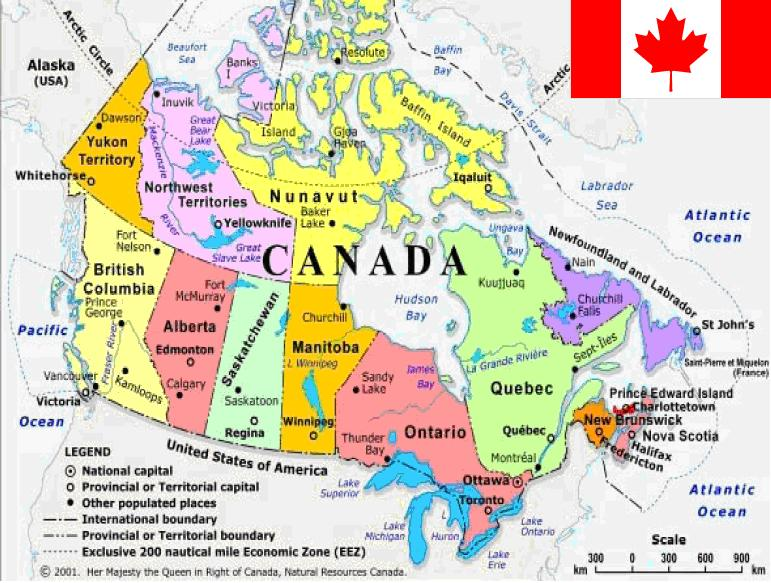 Arctic Circle
Beaufort
Sea
Resolute
Baffin
Bay
Arctic
Alaska
(USA)
Banks
I
Inuvik
Victoria
Island
Baffin Island
Davis Strait
Dawson
Great
Bear
Lake
Gjoa
Haven
Yukon
Territory
Mackenzie
River
Whitehorse
Northwest
Territories
Nunavut
Iqaluit
Labrador
Sea
Baker
Lake
Yellowknife
Great
Slave Lake
Atlantic
Ocean
Ungava
Bay
Newfoundland and Labrador
Fort
Nelson
CANADA
Nain
British
Columbia
Fort
McMurray
Kuujjuaq
Hudson
Bay
Churchill
Falls
Prince
George
Alberta
Saskatchewan
Churchill
St John's
Pacific
Ocean
Fraser River
Edmonton
Manitoba
L Winnipeg
La Grande Rivière
Sept-Îles
Saint-Pierre et Miquelon
(France)
James
Bay
Vancouver
Kamloops
Calgary
Saskatoon
Sandy
Lake
Quebec
Victoria
Prince Edward Island
Charlottetown
Regina
Winnipeg
Ontario
Québec
New Brunswick
Nova Scotia
Halifax
Fredericton
United States of America
Thunder
Bay
Montréal
Ottawa
Toronto
Lake
Superior
Lake
Michigan
L
Huron
Lake
Ontario
Lake
Erie
Atlantic
Ocean
LEGEND
National capital
Provincial or Territorial capital
Other populated places
International boundary
Provincial or Territorial boundary
Exclusive 200 nautical mile Economic Zone (EEZ)
Scale
300 0 300 600 900
km km
© 2001. Her Majesty the Queen in Right of Canada, Natural Resources Canada.